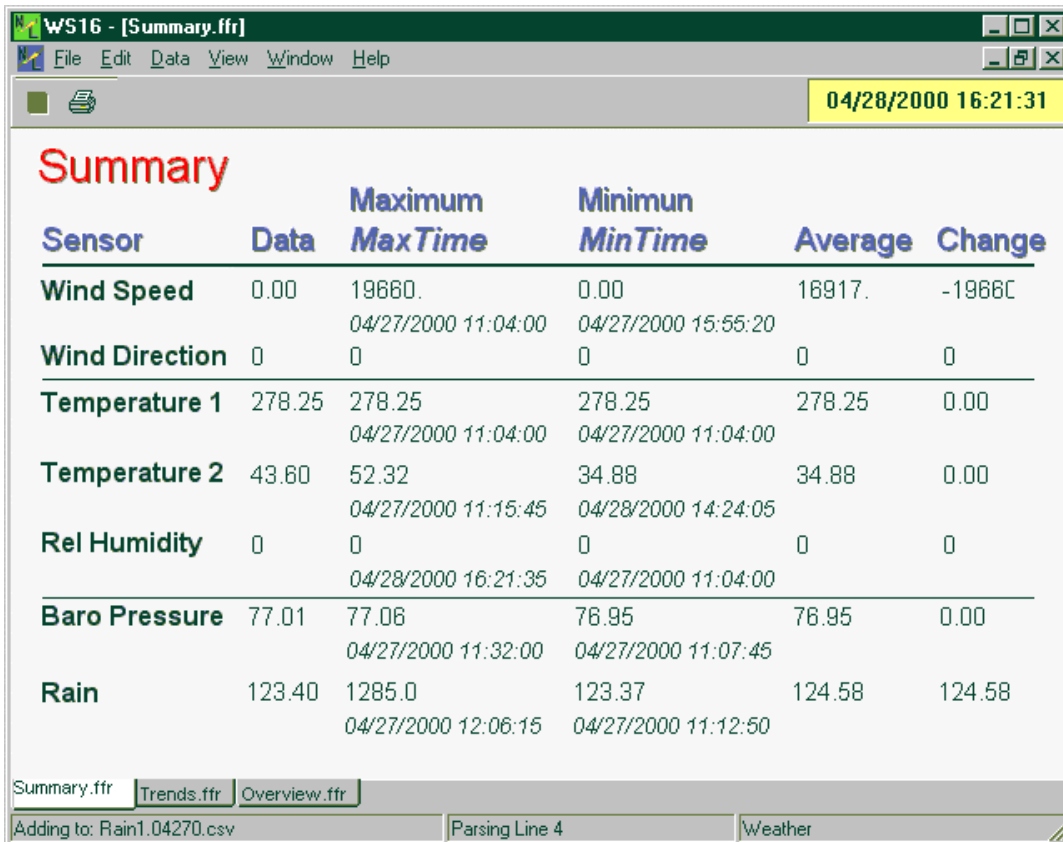 WS16 - [Summary.ffr]
File Edit Data View Window Help
04/28/2000 16:21:31
Summary
Maximum Minimun
Sensor Data MaxTime MinTime Average Change
Wind Speed 0.00 19660. 0.00 16917. -19660
04/27/2000 11:04:00 04/27/2000 15:55:20
Wind Direction 0 0 0 0 0
Temperature 1 278.25 278.25 278.25 278.25 0.00
04/27/2000 11:04:00 04/27/2000 11:04:00
Temperature 2 43.60 52.32 34.88 34.88 0.00
04/27/2000 11:15:45 04/28/2000 14:24:05
Rel Humidity 0 0 0 0 0
04/28/2000 16:21:35 04/27/2000 11:04:00
Baro Pressure 77.01 77.06 76.95 76.95 0.00
04/27/2000 11:32:00 04/27/2000 11:07:45
Rain 123.40 1285.0 123.37 124.58 124.58
04/27/2000 12:06:15 04/27/2000 11:12:50
Summary.ffr Trends.ffr Overview.ffr
Adding to: Rain1.04270.csv Parsing Line 4 Weather